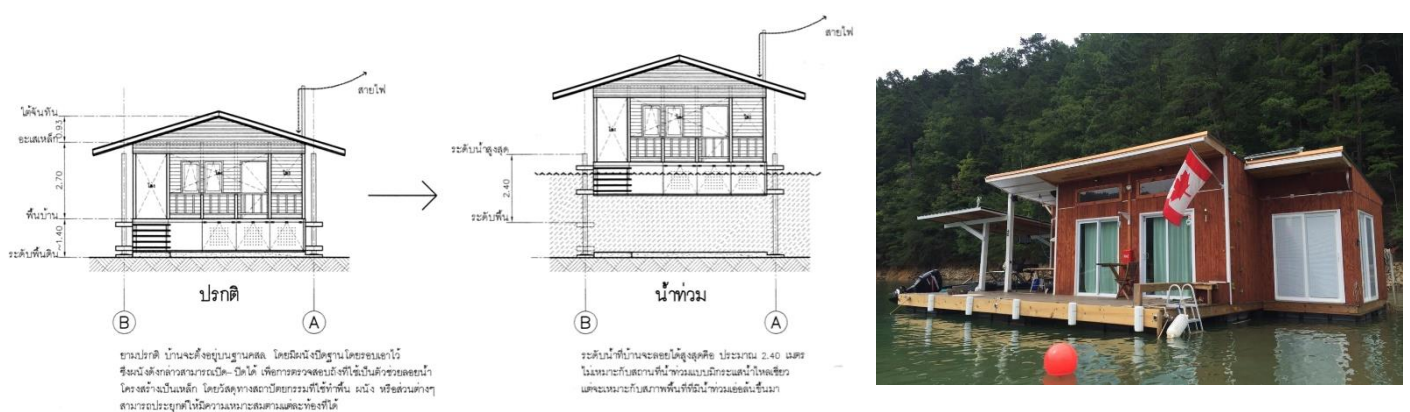 สายไฟ
ใต้จันทัน
0.93
อะเสเหล็ก
2.70
พื้นบ้าน
~1.40
ระดับพื้นดิน
ปรกติ
B
A
ยามปรกติ บ้านจะตั้งอยู่บนฐานคสล. โดยมีผนังปิดฐานโดยรอบเอาไว้
ซึ่งผนังดังกล่าวสามารถเปิด-ปิดได้ เพื่อการตรวจสอบถังที่ใช้เป็นตัวช่วยลอยน้ำ
โครงสร้างเป็นเหล็ก โดยวัสดุทางสถาปัตยกรรมที่ใช้ทำพื้น ผนัง หรือส่วนต่างๆ
สามารถประยุกต์ให้มีความเหมาะสมตามแต่ละท้องที่ได้
สายไฟ
ระดับน้ำสูงสุด
2.40
ระดับพื้น
น้ำท่วม
B
A
ระดับน้ำที่บ้านจะลอยได้สูงสุดคือ ประมาณ 2.40 เมตร
ไม่เหมาะกับสถานที่น้ำท่วมแบบมีกระแสน้ำไหลเชี่ยว
แต่จะเหมาะกับสภาพพื้นที่ที่มีน้ำท่วมเอ่อล้นขึ้นมา